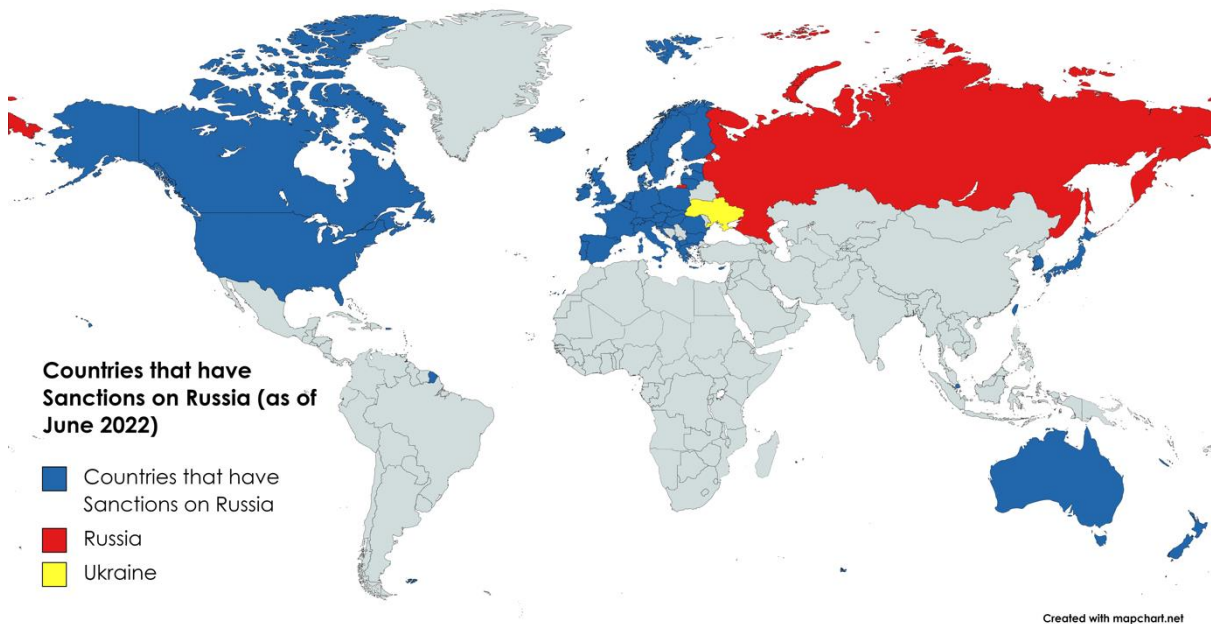 Countries that have
Sanctions on Russia (as of
June 2022)
Countries that have
Sanctions on Russia
Russia
Ukraine
Created with mapchart.net